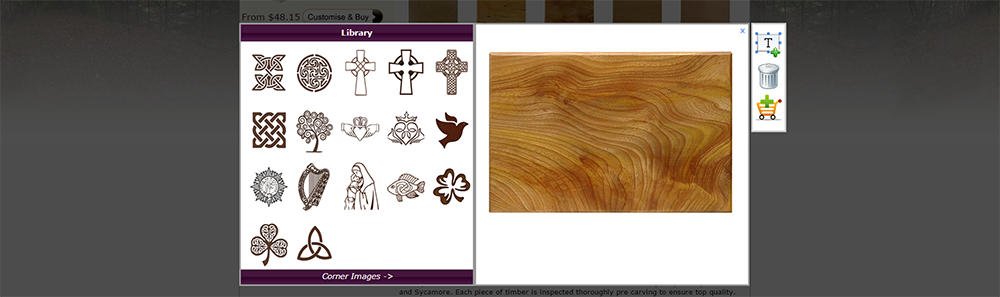 From $48.15 Customise & Buy
Library
x
T
Corner Images ->
and Sycamore. Each piece of timber is inspected thoroughly pre carving to ensure top quality.